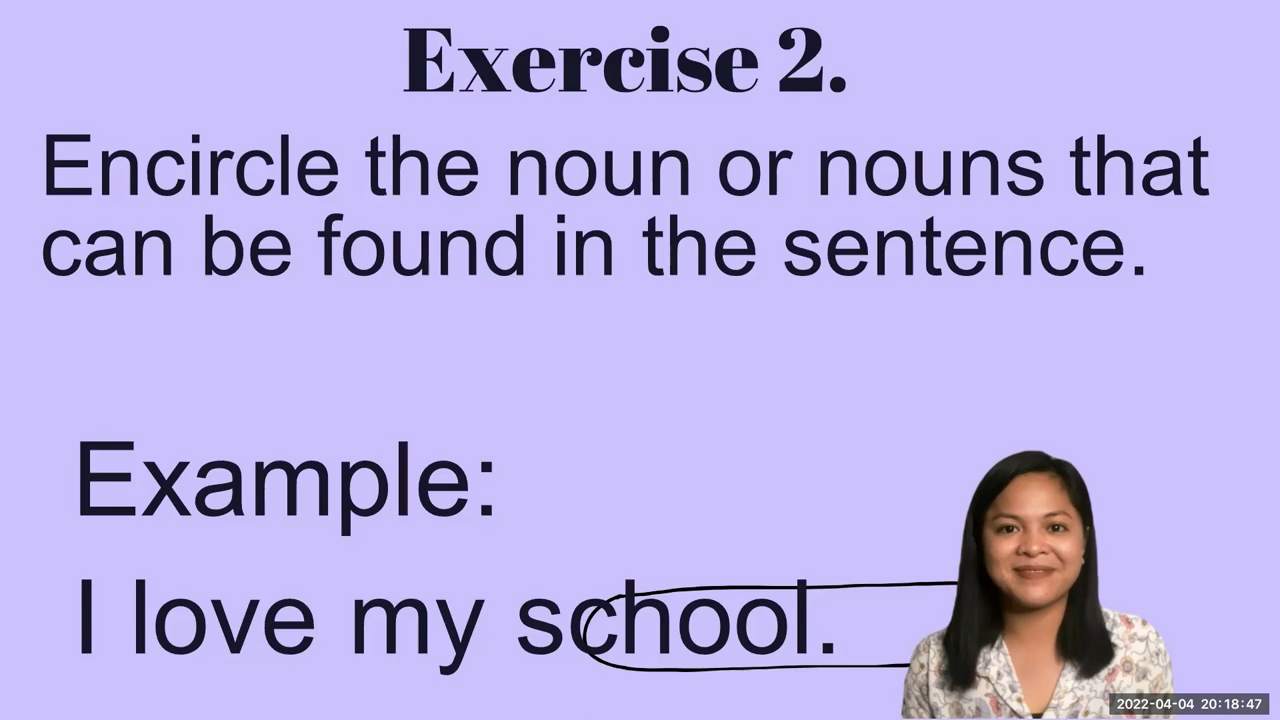 Exercise 2.
Encircle the noun or nouns that
can be found in the sentence.
Example:
I love my school.
2022-04-04 20:18:47